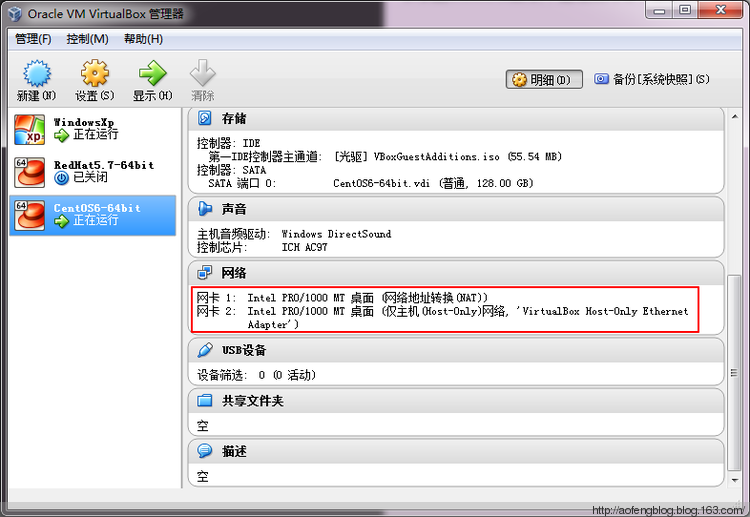 Oracle VM VirtualBox 管理器
管理(F) 控制(M) 帮助(H)
新建(N) 设置(S) 显示(H) 清除 明细(D) 备份[系统快照](S)
WindowsXp
正在运行
RedHat5.7-64bit
已关闭
CentOS6-64bit
正在运行
存储
控制器: IDE
第一IDE控制器主通道: [光驱] VBoxGuestAdditions.iso (55.54 MB)
控制器: SATA
SATA 端口 0: CentOS6-64bit.vdi (普通, 128.00 GB)
声音
主机音频驱动: Windows DirectSound
控制芯片: ICH AC97
网络
网卡 1: Intel PRO/1000 MT 桌面 (网络地址转换(NAT))
网卡 2: Intel PRO/1000 MT 桌面 (仅主机(Host-Only)网络, 'VirtualBox Host-Only Ethernet
Adapter')
USB设备
设备筛选: 0 (0 活动)
共享文件夹
空
描述
空
http://aofengblog.blog.163.com/